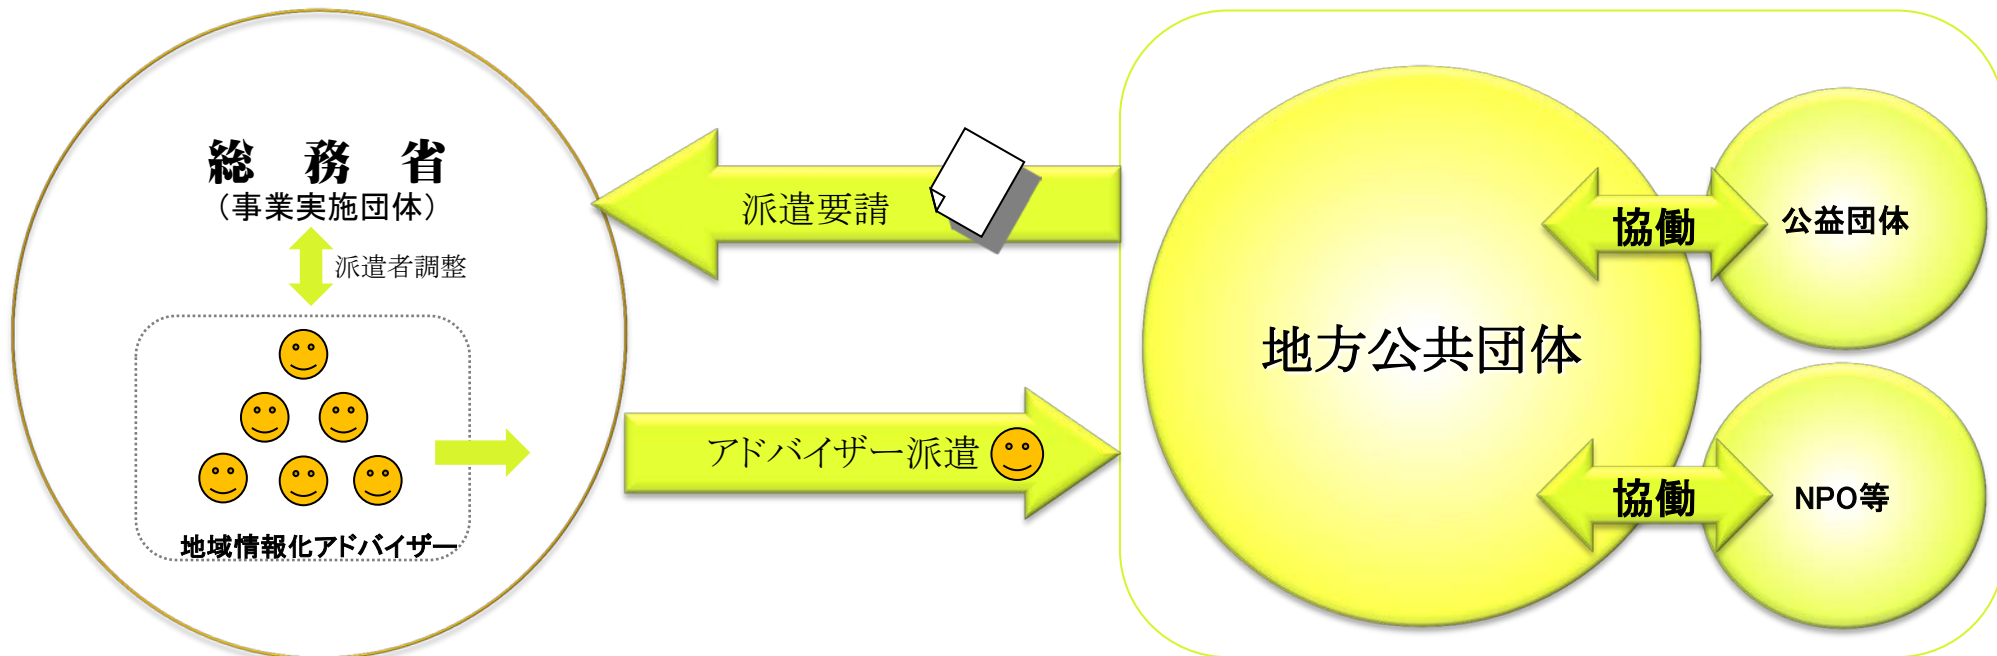 総 務 省
（事業実施団体）
派遣者調整
地域情報化アドバイザー
派遣要請
アドバイザー派遣
地方公共団体
協働
公益団体
協働
NPO等